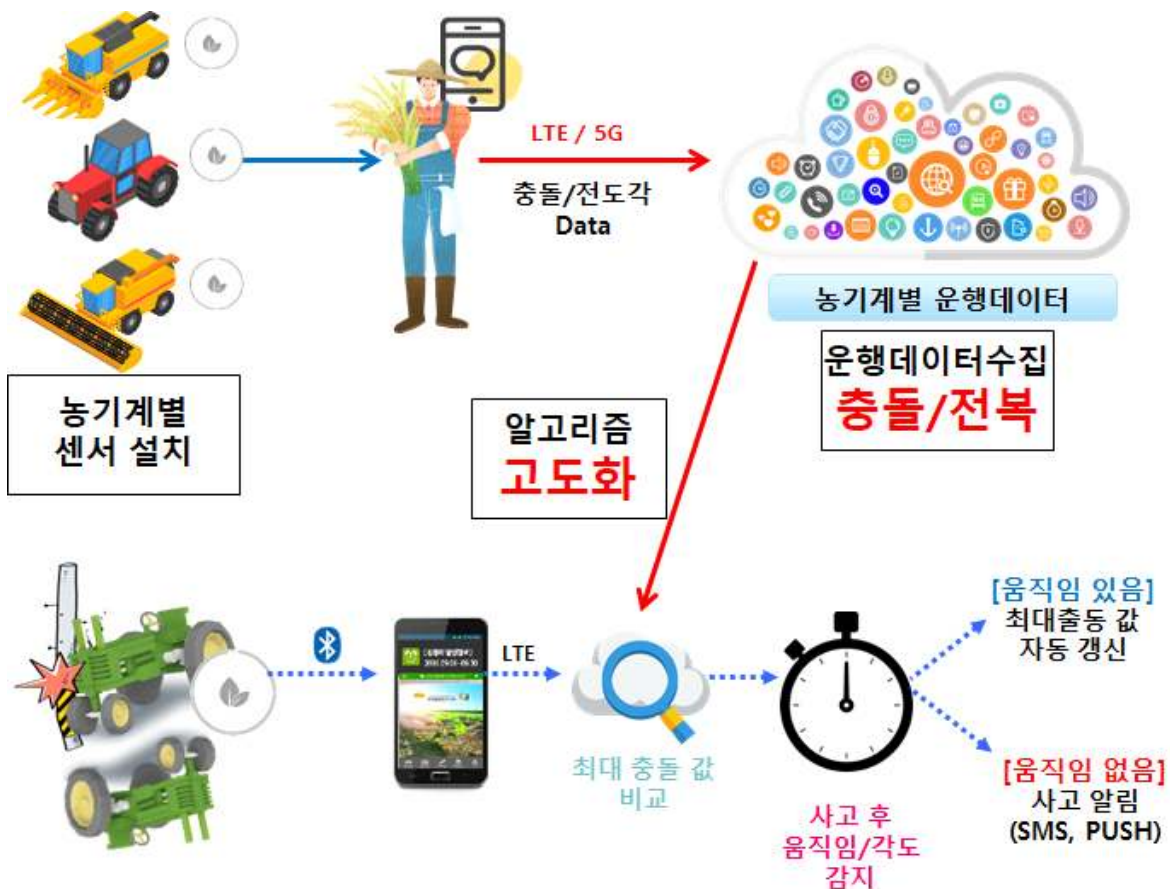 LTE / 5G
충돌/전도각
Data
농기계별 운행데이터
운행데이터수집
충돌/전복
농기계별
센서 설치
알고리즘
고도화
LTE
최대 충돌 값
비교
사고 후
움직임/각도
감지
[움직임 있음]
최대출동 값
자동 갱신
[움직임 없음]
사고 알림
(SMS, PUSH)